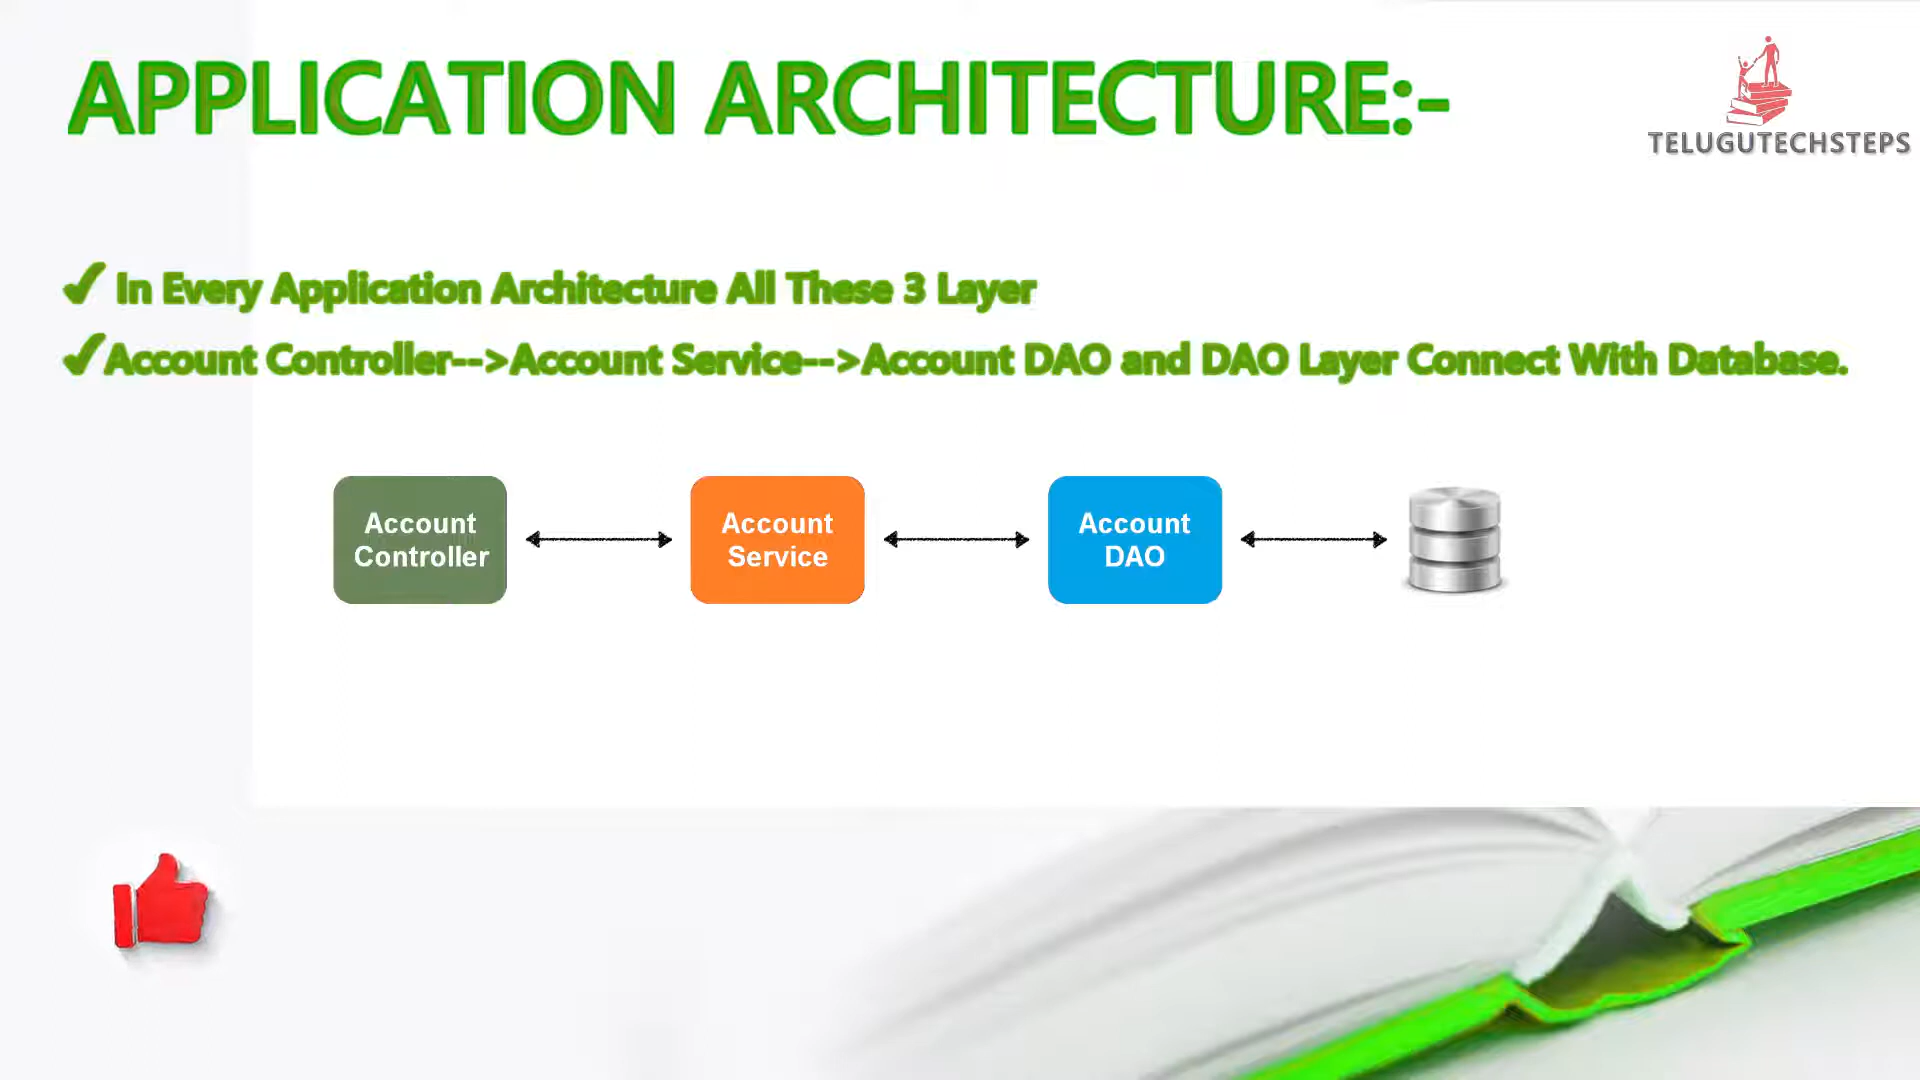 APPLICATION ARCHITECTURE:-
TELUGUTECHSTEPS
✓ In Every Application Architecture All These 3 Layer
✓Account Controller-->Account Service-->Account DAO and DAO Layer Connect With Database.
Account
Controller
Account
Service
Account
DAO